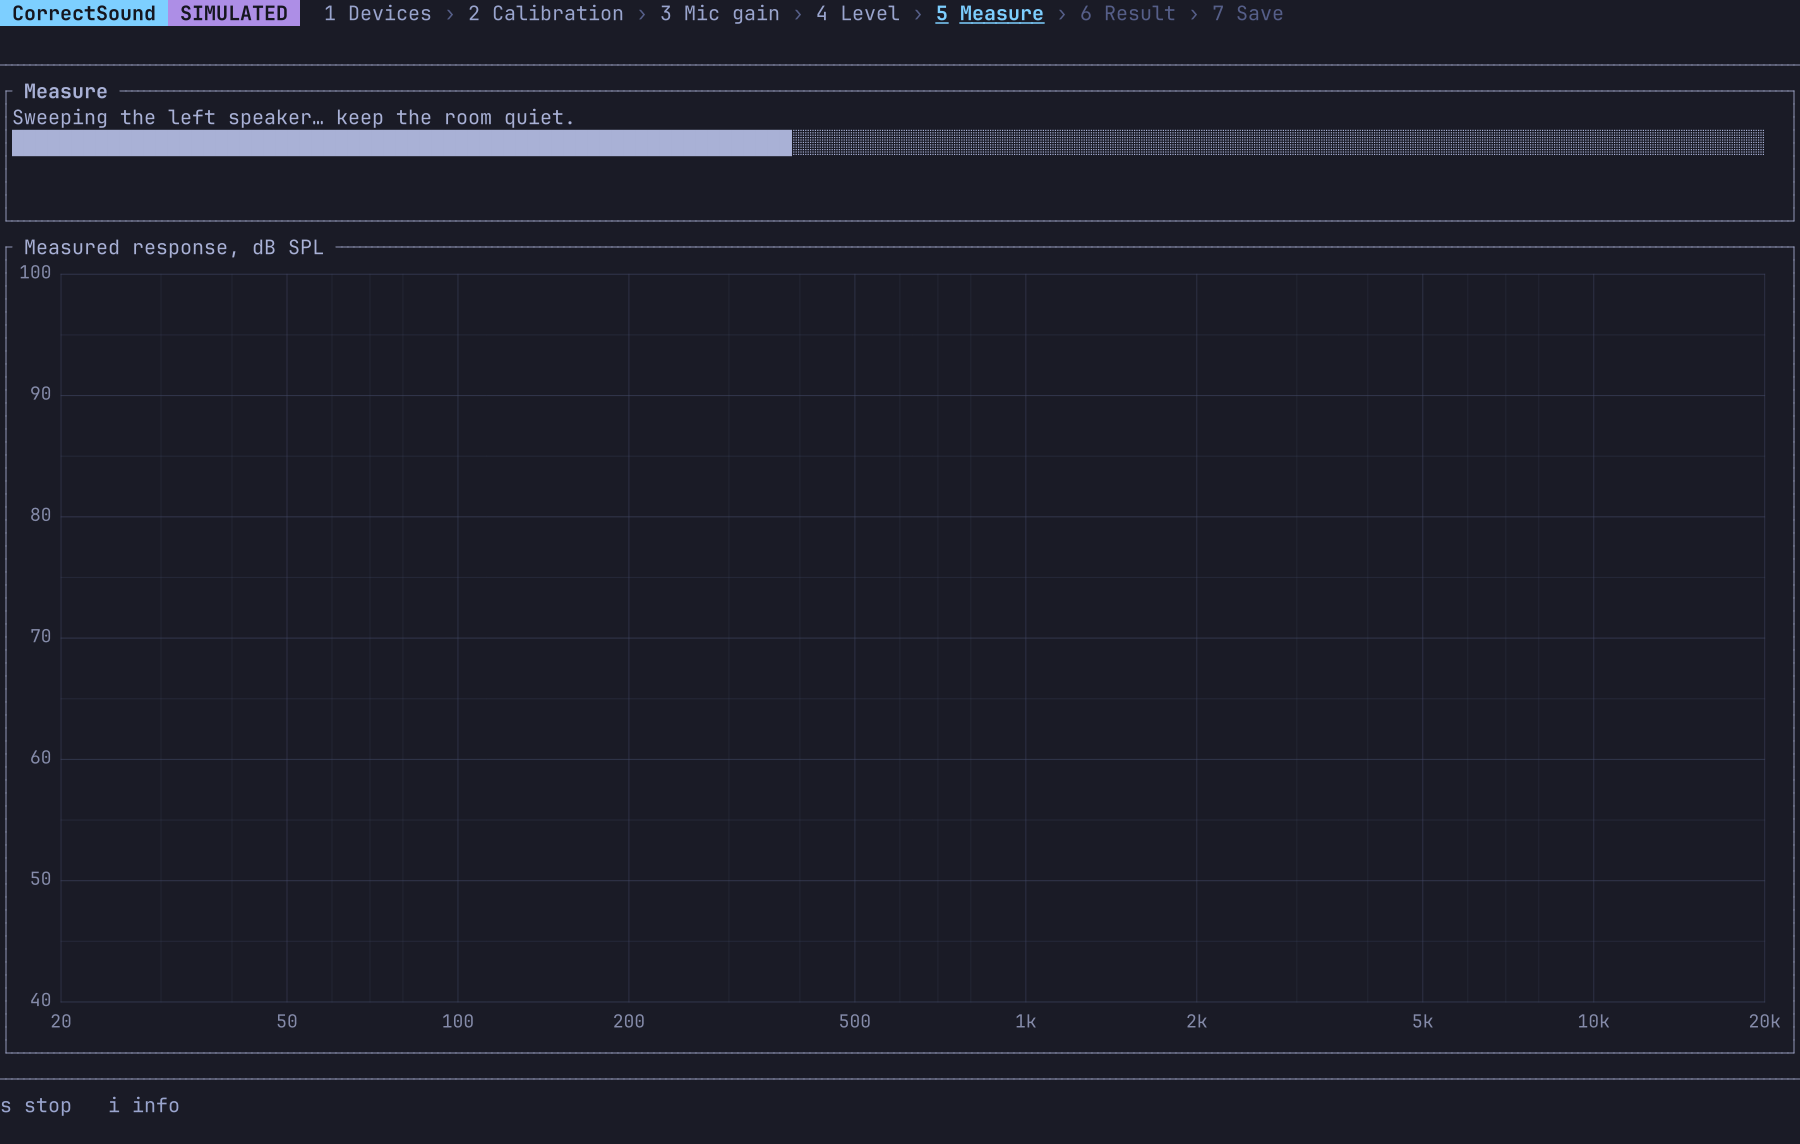 CorrectSound SIMULATED 1 Devices › 2 Calibration › 3 Mic gain › 4 Level › 5 Measure › 6 Result › 7 Save
Measure
Sweeping the left speaker… keep the room quiet.
Measured response, dB SPL
100
90
80
70
60
50
40
20 50 100 200 500 1k 2k 5k 10k 20k
s stop i info